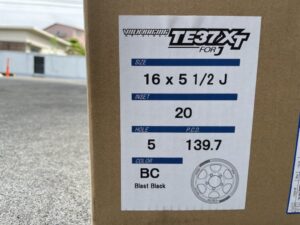 VOLK RACING
TE37XT
FOR J
SIZE
16 x 5 1/2 J
INSET
20
HOLE P.C.D.
5 139.7
COLOR
BC
Blast Black